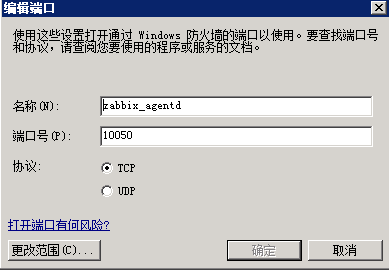 编辑端口
使用这些设置打开通过 Windows 防火墙的端口以使用。要查找端口号
和协议，请查阅您要使用的程序或服务的文档。
名称(N): zabbix_agentd
端口号(P): 10050
协议: TCP
UDP
打开端口有何风险?
更改范围(C)... 确定 取消